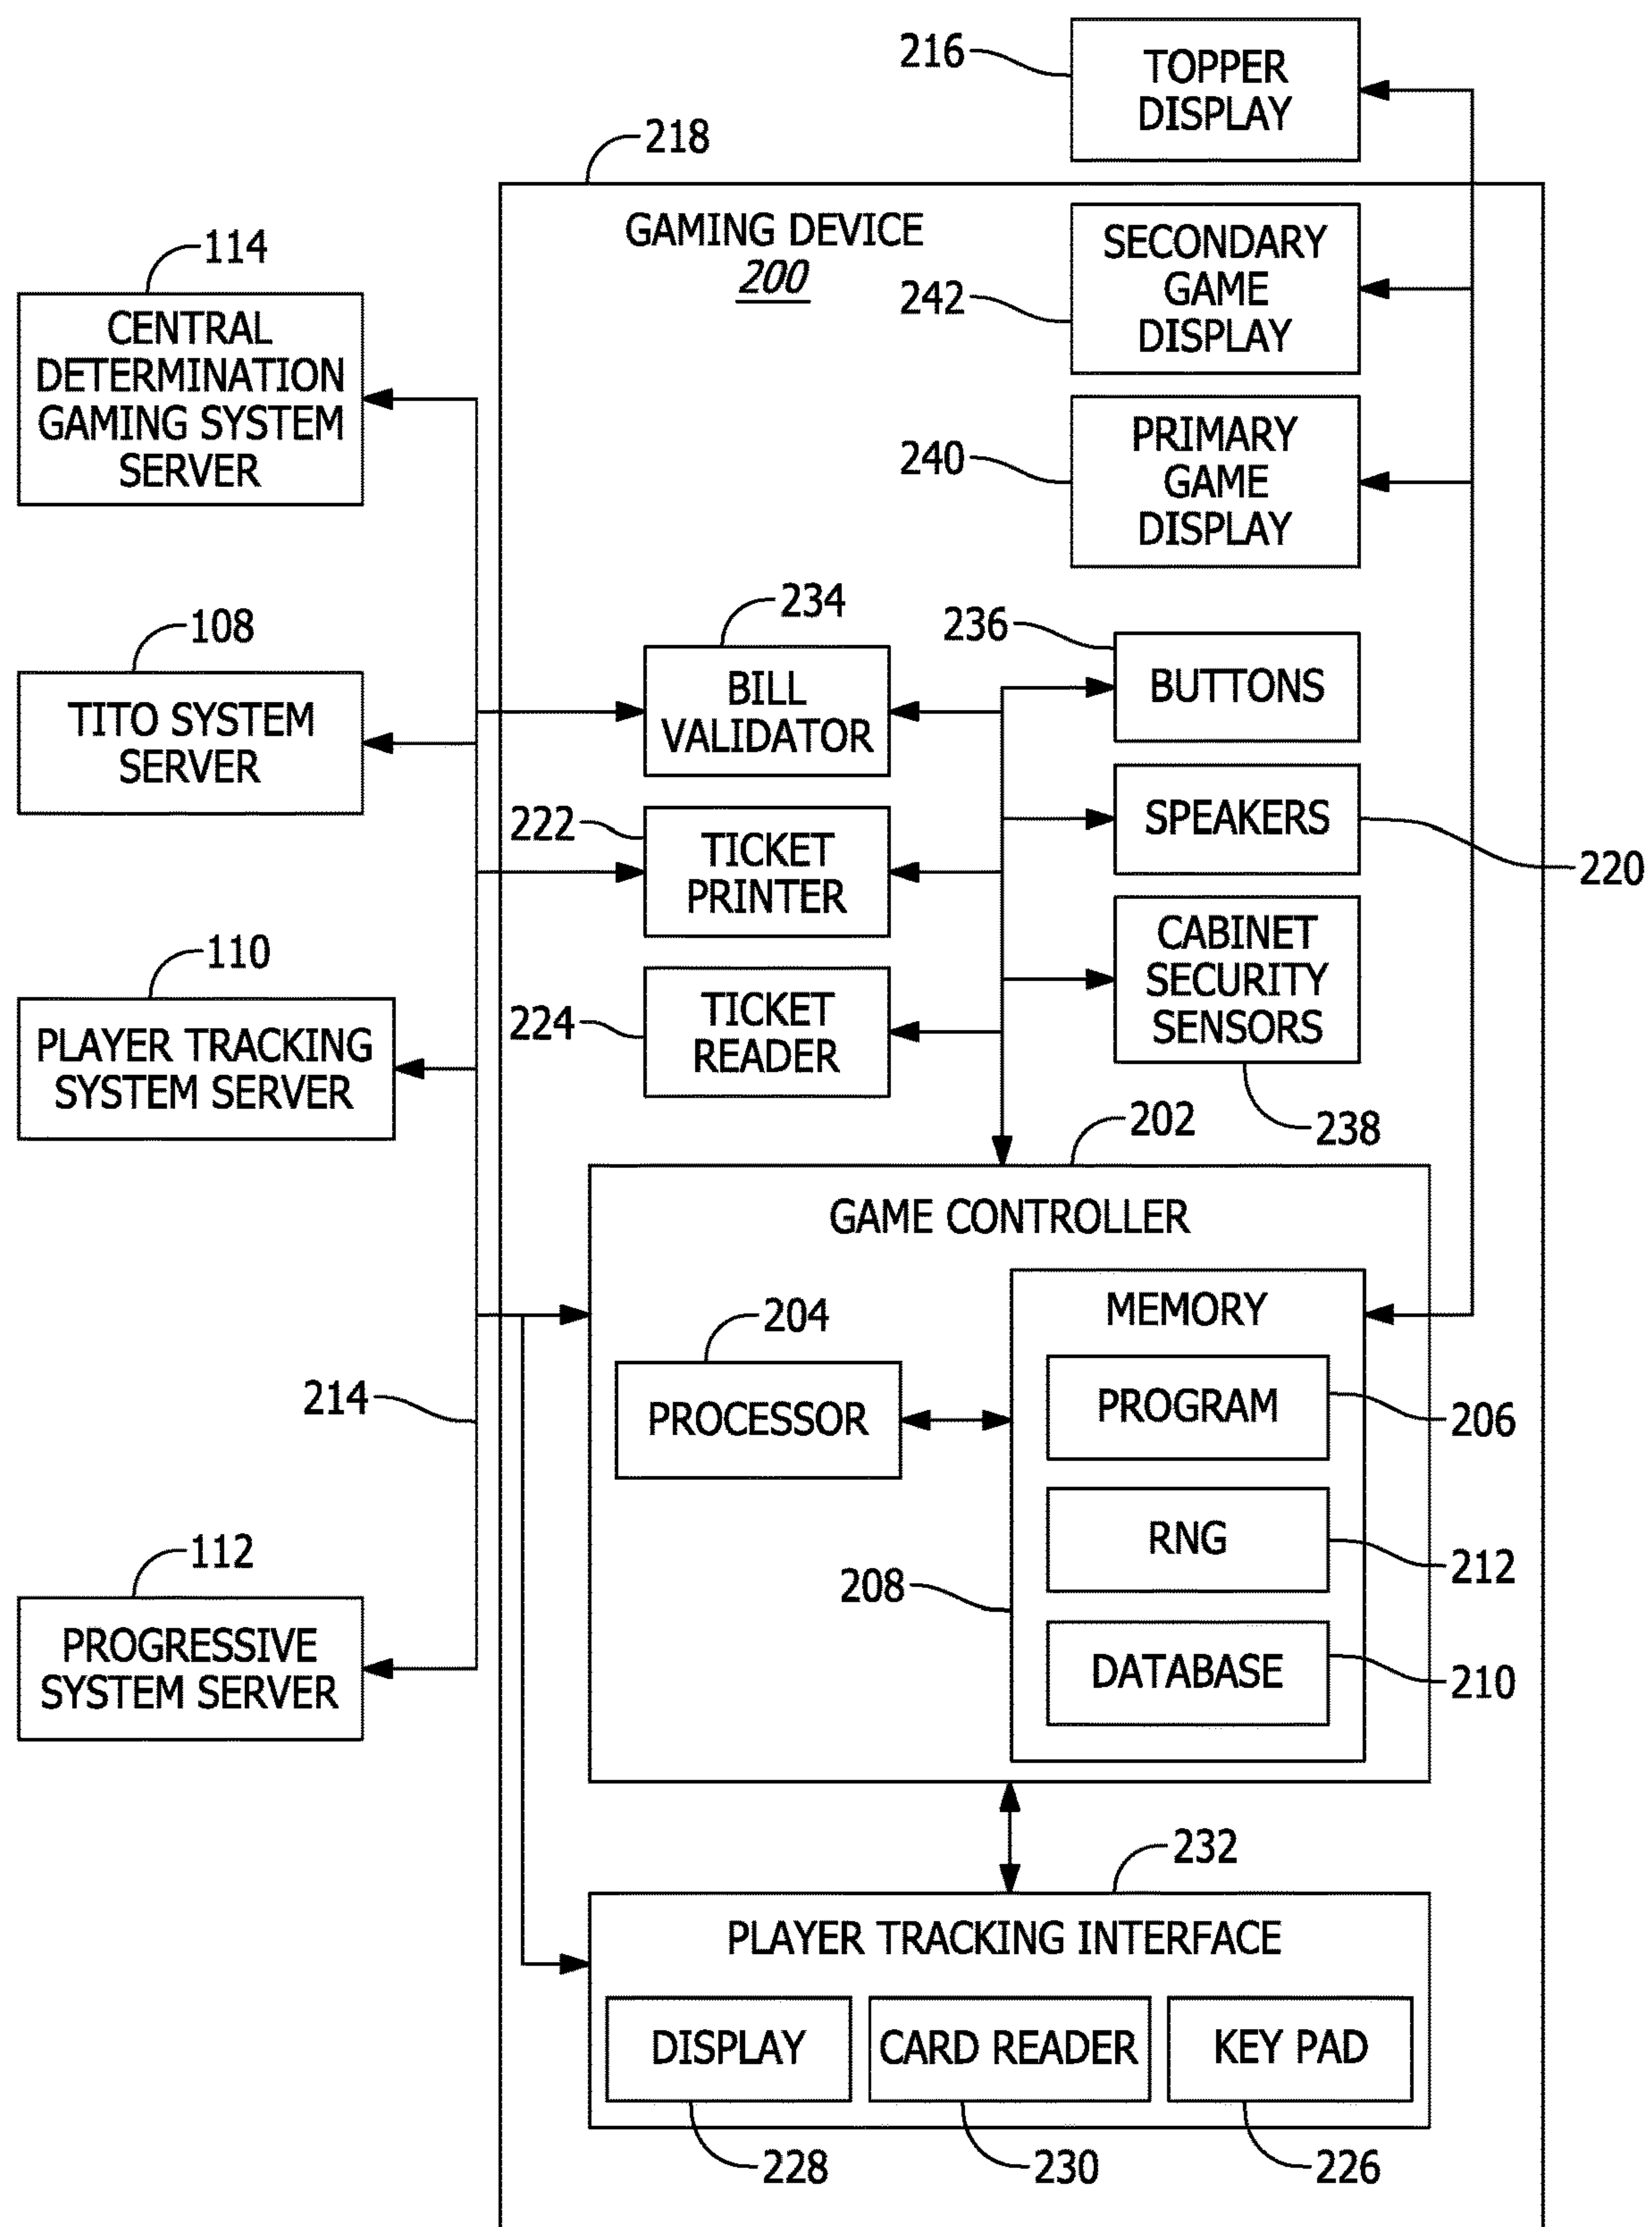 216
TOPPER
DISPLAY
218
GAMING DEVICE
200
SECONDARY
GAME
DISPLAY
242
114
CENTRAL
DETERMINATION
GAMING SYSTEM
SERVER
PRIMARY
GAME
DISPLAY
240
234
BILL
VALIDATOR
236
BUTTONS
108
TITO SYSTEM
SERVER
222
TICKET
PRINTER
SPEAKERS
220
110
PLAYER TRACKING
SYSTEM SERVER
224
TICKET
READER
CABINET
SECURITY
SENSORS
238
202
GAME CONTROLLER
204
PROCESSOR
MEMORY
PROGRAM
206
RNG
212
208
DATABASE
210
214
112
PROGRESSIVE
SYSTEM SERVER
232
PLAYER TRACKING INTERFACE
DISPLAY
CARD READER
KEY PAD
228
230
226